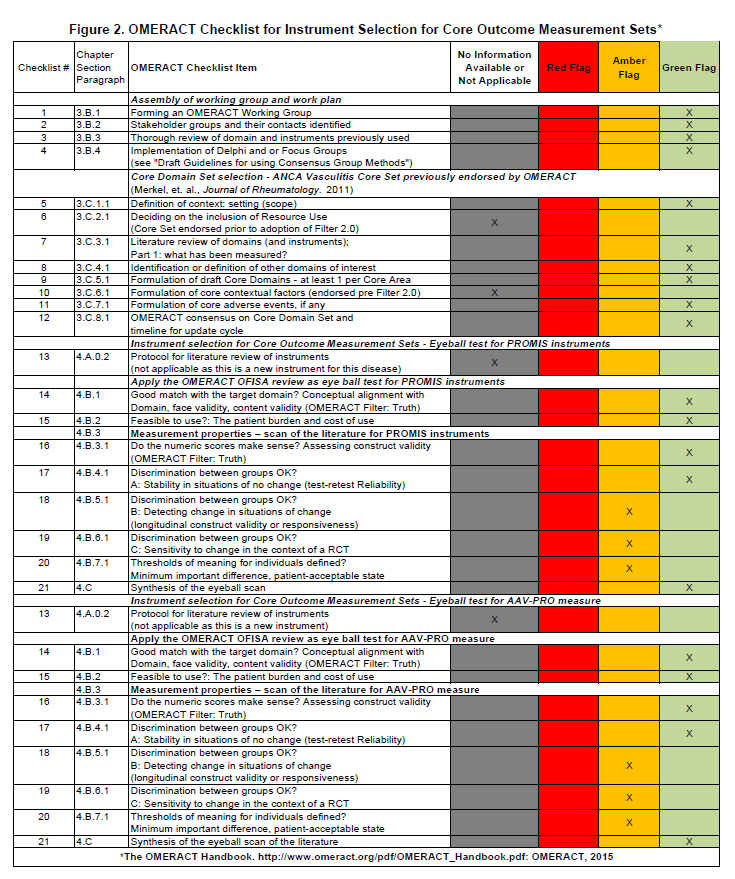 Figure 2. OMERACT Checklist for Instrument Selection for Core Outcome Measurement Sets*
Checklist # Chapter Section Paragraph OMERACT Checklist Item No Information Available or Not Applicable Red Flag Amber Flag Green Flag
Assembly of working group and work plan
1 3.B.1 Forming an OMERACT Working Group X
2 3.B.2 Stakeholder groups and their contacts identified X
3 3.B.3 Thorough review of domain and instruments previously used X
4 3.B.4 Implementation of Delphi and or Focus Groups X
(see "Draft Guidelines for using Consensus Group Methods")
Core Domain Set selection - ANCA Vasculitis Core Set previously endorsed by OMERACT
(Merkel, et. al., Journal of Rheumatology. 2011)
5 3.C.1.1 Definition of context: setting (scope) X
6 3.C.2.1 Deciding on the inclusion of Resource Use X
(Core Set endorsed prior to adoption of Filter 2.0)
7 3.C.3.1 Literature review of domains (and instruments);
Part 1: what has been measured? X
8 3.C.4.1 Identification or definition of other domains of interest X
9 3.C.5.1 Formulation of draft Core Domains - at least 1 per Core Area X
10 3.C.6.1 Formulation of core contextual factors (endorsed pre Filter 2.0) X
11 3.C.7.1 Formulation of core adverse events, if any X
12 3.C.8.1 OMERACT consensus on Core Domain Set and
timeline for update cycle X
Instrument selection for Core Outcome Measurement Sets - Eyeball test for PROMIS instruments
13 4.A.0.2 Protocol for literature review of instruments X
(not applicable as this is a new instrument for this disease)
Apply the OMERACT OFISA review as eye ball test for PROMIS instruments
14 4.B.1 Good match with the target domain? Conceptual alignment with
Domain, face validity, content validity (OMERACT Filter: Truth) X
15 4.B.2 Feasible to use?: The patient burden and cost of use X
4.B.3 Measurement properties – scan of the literature for PROMIS instruments
16 4.B.3.1 Do the numeric scores make sense? Assessing construct validity X
(OMERACT Filter: Truth)
17 4.B.4.1 Discrimination between groups OK?
A: Stability in situations of no change (test-retest Reliability) X
18 4.B.5.1 Discrimination between groups OK?
B: Detecting change in situations of change X
(longitudinal construct validity or responsiveness)
19 4.B.6.1 Discrimination between groups OK?
C: Sensitivity to change in the context of a RCT X
20 4.B.7.1 Thresholds of meaning for individuals defined? X
Minimum important difference, patient-acceptable state
21 4.C Synthesis of the eyeball scan X
Instrument selection for Core Outcome Measurement Sets - Eyeball test for AAV-PRO measure
13 4.A.0.2 Protocol for literature review of instruments X
(not applicable as this is a new instrument)
Apply the OMERACT OFISA review as eye ball test for AAV-PRO measure
14 4.B.1 Good match with the target domain? Conceptual alignment with
Domain, face validity, content validity (OMERACT Filter: Truth) X
15 4.B.2 Feasible to use?: The patient burden and cost of use X
4.B.3 Measurement properties – scan of the literature for AAV-PRO measure
16 4.B.3.1 Do the numeric scores make sense? Assessing construct validity X
(OMERACT Filter: Truth)
17 4.B.4.1 Discrimination between groups OK?
A: Stability in situations of no change (test-retest Reliability) X
18 4.B.5.1 Discrimination between groups OK?
B: Detecting change in situations of change X
(longitudinal construct validity or responsiveness)
19 4.B.6.1 Discrimination between groups OK?
C: Sensitivity to change in the context of a RCT X
20 4.B.7.1 Thresholds of meaning for individuals defined? X
Minimum important difference, patient-acceptable state
21 4.C Synthesis of the eyeball scan of the literature X
*The OMERACT Handbook. http://www.omeract.org/pdf/OMERACT_Handbook.pdf: OMERACT, 2015